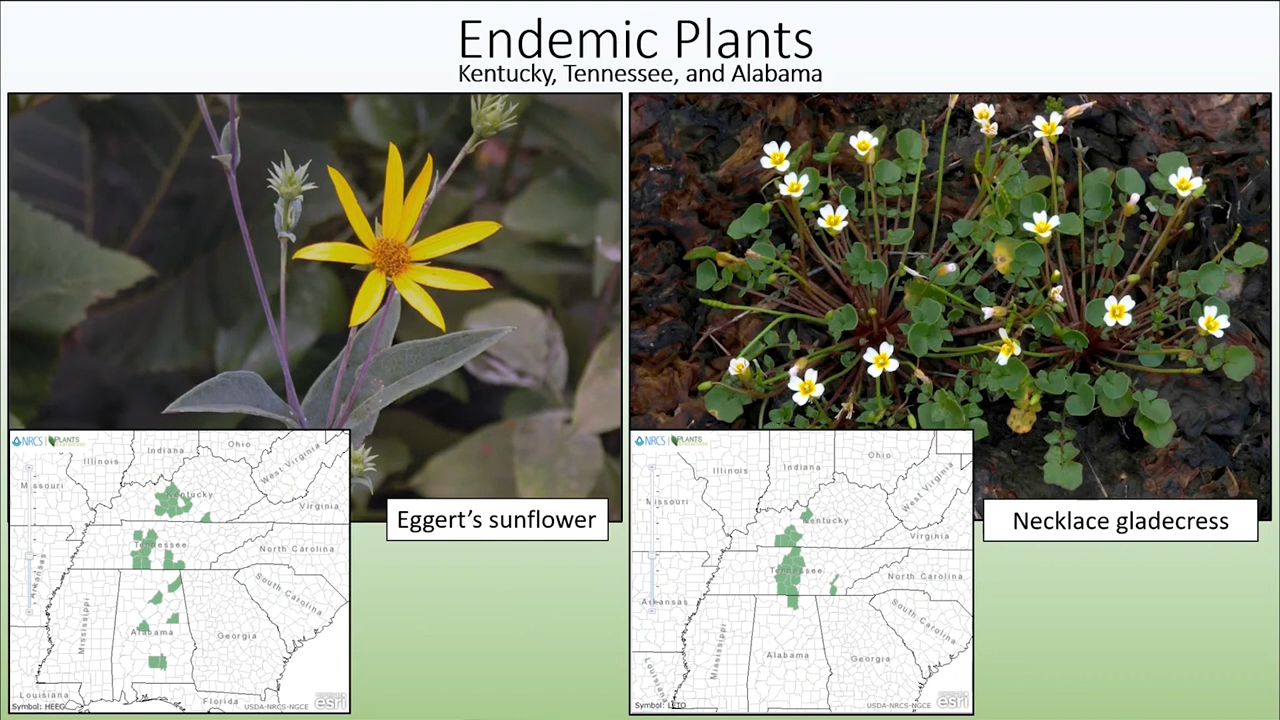 Endemic Plants
Kentucky, Tennessee, and Alabama
Eggert's sunflower
Necklace gladecress
NRCS | PLANTS
Ohio
Indiana
Illinois
West Virginia
Missouri
Kentucky
Virginia
Tennessee
North Carolina
Arkansas
South Carolina
Mississippi
Alabama
Georgia
Louisiana
Florida
esri
Symbol: HEEG
USDA-NRCS-NGCE
NRCS | PLANTS
Ohio
Indiana
Illinois
West Virginia
Missouri
Kentucky
Virginia
Tennessee
North Carolina
Arkansas
South Carolina
Mississippi
Alabama
Georgia
esri
Symbol: LETO
USDA-NRCS-NGCE